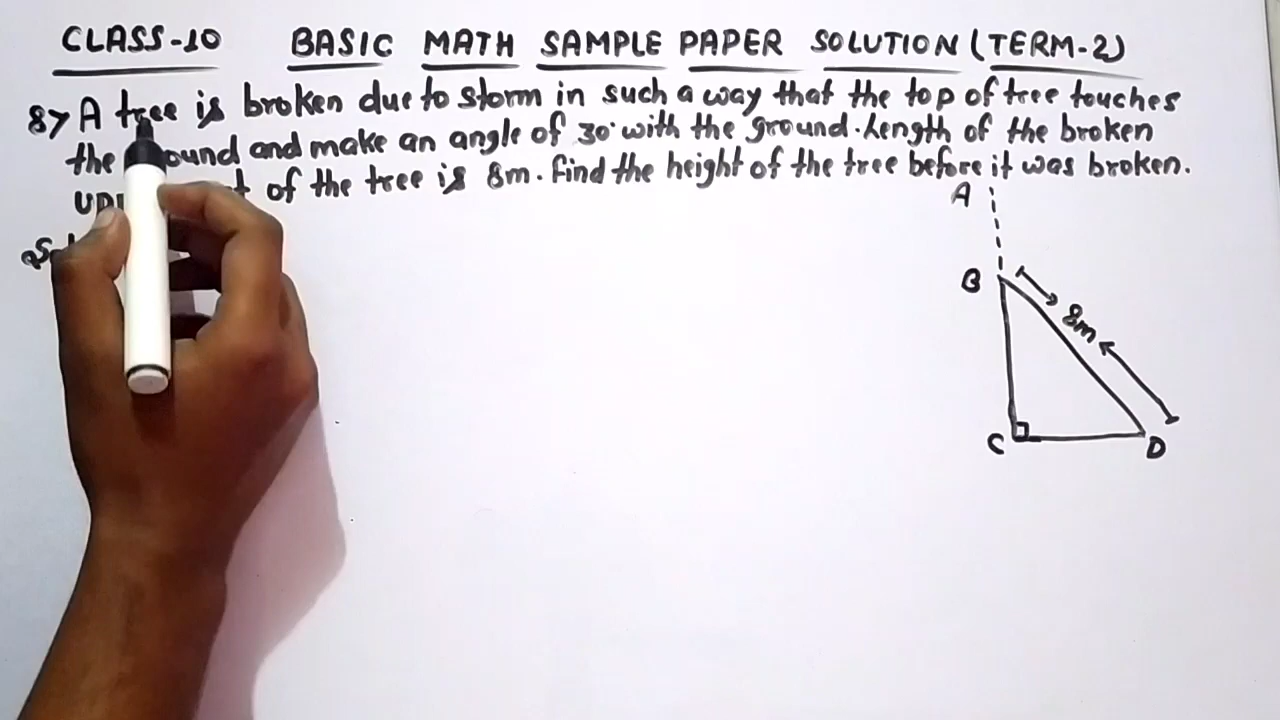 CLASS-10 BASIC MATH SAMPLE PAPER SOLUTION (TERM-2)
8> A tree is broken due to storm in such a way that the top of tree touches
the ound and make an angle of 30° with the ground. Length of the broken
of the tree is 8m. Find the height of the tree before it was broken.
A
B
8m
C
D